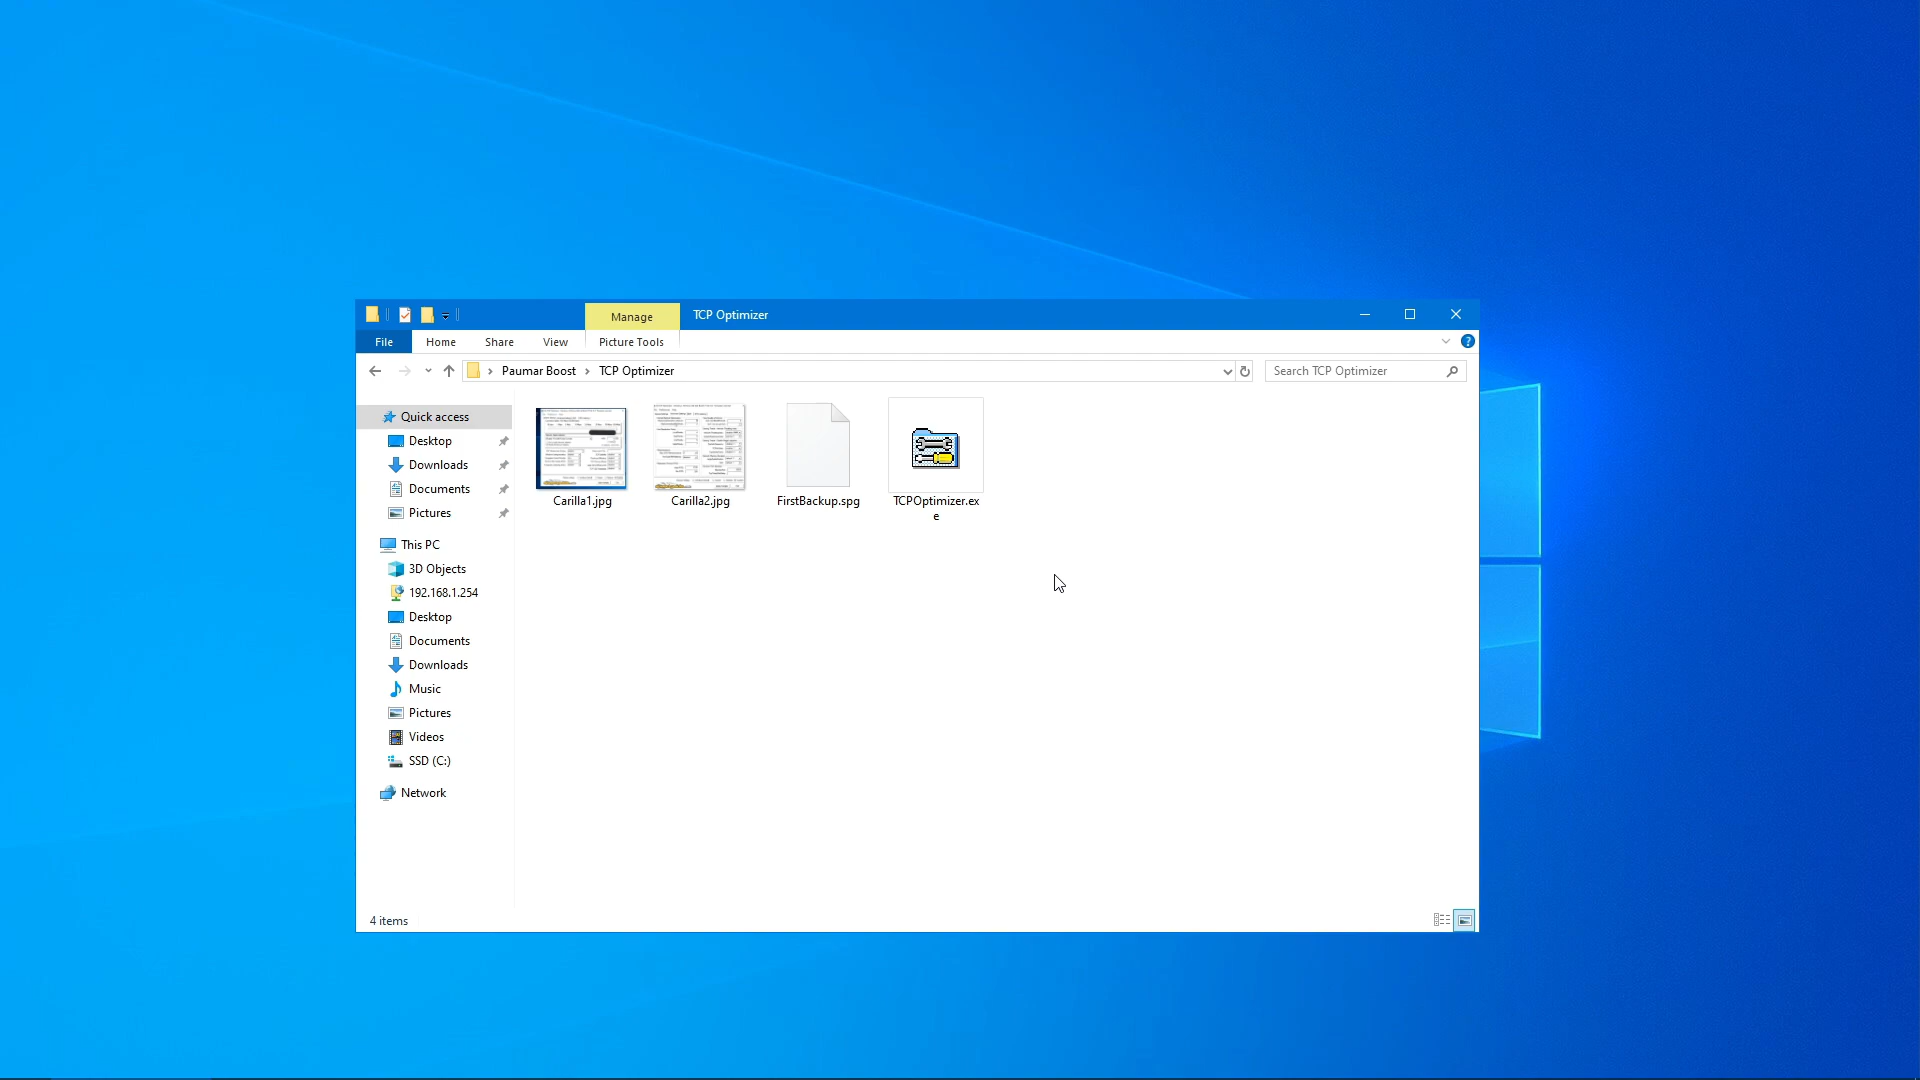 Manage
TCP Optimizer
File
Home
Share
View
Picture Tools
Paumar Boost
TCP Optimizer
Search TCP Optimizer
Quick access
Desktop
Downloads
Documents
Pictures
This PC
3D Objects
192.168.1.254
Desktop
Documents
Downloads
Music
Pictures
Videos
SSD (C:)
Network
Carilla1.jpg
Carilla2.jpg
FirstBackup.spg
TCPOptimizer.ex
e
4 items